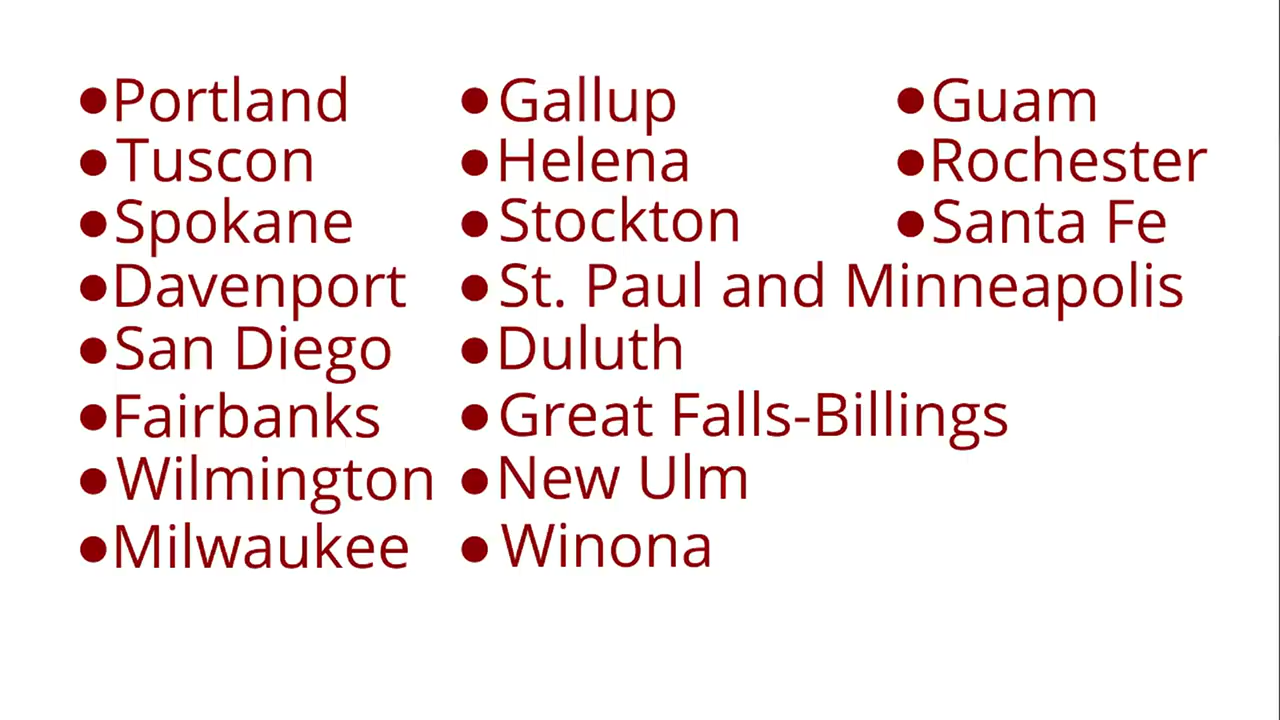 ●Portland
●Tuscon
●Spokane
●Davenport
●San Diego
●Fairbanks
●Wilmington
●Milwaukee
●Gallup
●Helena
●Stockton
●St. Paul and Minneapolis
●Duluth
●Great Falls-Billings
●New Ulm
●Winona
●Guam
●Rochester
●Santa Fe